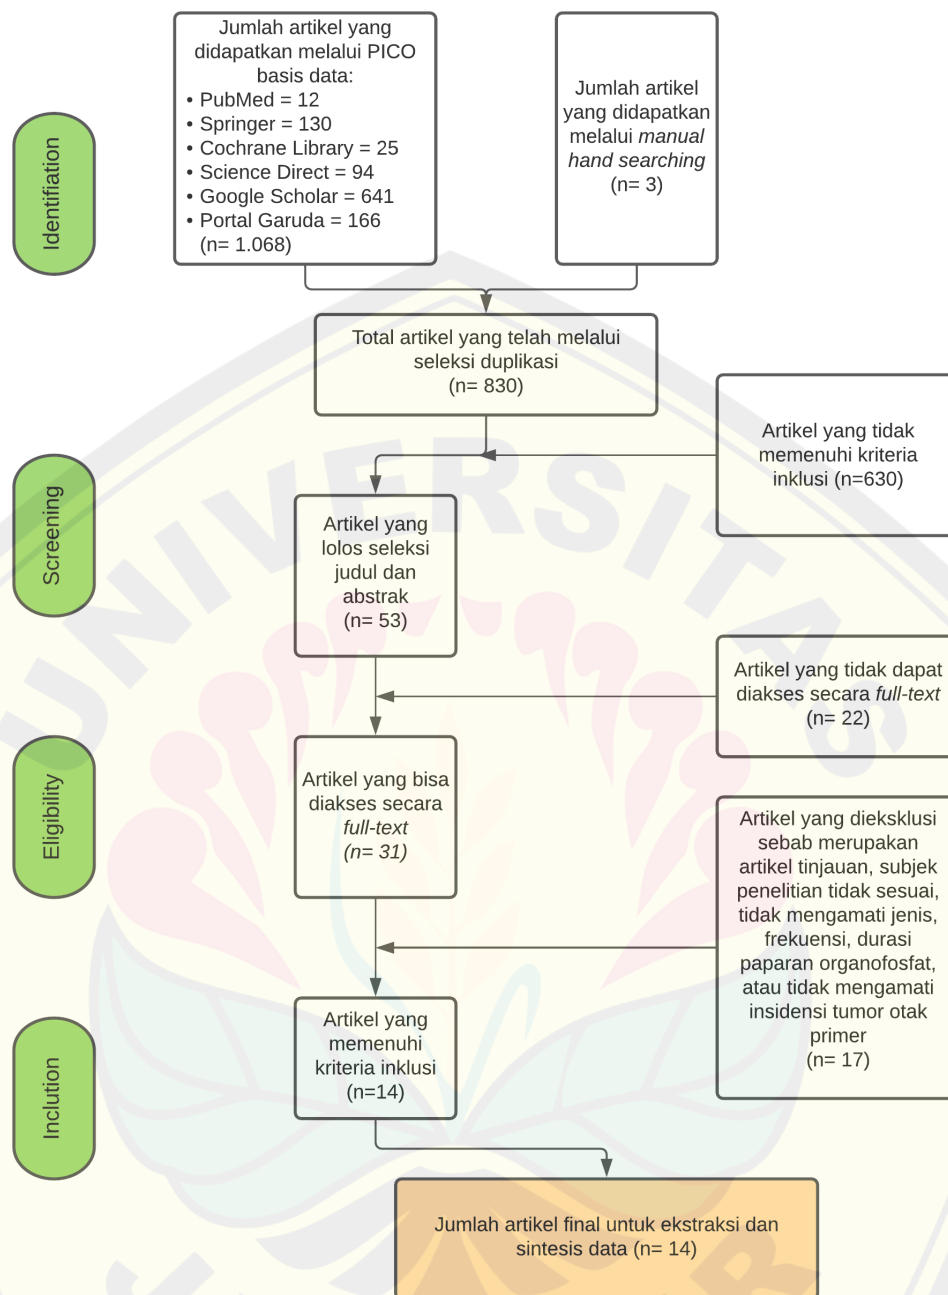 Jumlah artikel yang
didapatkan melalui PICO
basis data:
• PubMed = 12
• Springer = 130
• Cochrane Library = 25
• Science Direct = 94
• Google Scholar = 641
• Portal Garuda = 166
(n= 1.068)
Jumlah artikel
yang didapatkan
melalui manual
hand searching
(n= 3)
Identifiation
Total artikel yang telah melalui
seleksi duplikasi
(n= 830)
Artikel yang tidak
memenuhi kriteria
inklusi (n=630)
Screening
Artikel yang
lolos seleksi
judul dan
abstrak
(n= 53)
Artikel yang tidak dapat
diakses secara full-text
(n= 22)
Eligibility
Artikel yang bisa
diakses secara
full-text
(n= 31)
Artikel yang dieksklusi
sebab merupakan
artikel tinjauan, subjek
penelitian tidak sesuai,
tidak mengamati jenis,
frekuensi, durasi
paparan organofosfat,
atau tidak mengamati
insidensi tumor otak
primer
(n= 17)
Inclution
Artikel yang
memenuhi
kriteria inklusi
(n=14)
Jumlah artikel final untuk ekstraksi dan
sintesis data (n= 14)
UNIVERSITAS